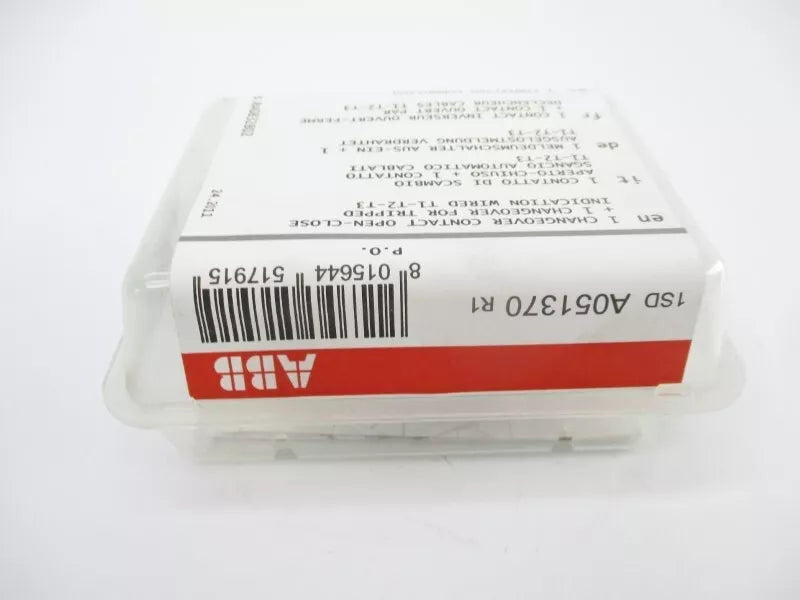 ABB
1SD A051370 R1
8 015644 517915
P.O.
en 1 CHANGEOVER CONTACT OPEN-CLOSE
+ 1 CHANGEOVER FOR TRIPPED
INDICATION WIRED T1-T2-T3
it 1 CONTATTO DI SCAMBIO
APERTO-CHIUSO + 1 CONTATTO
SGANCIO AUTOMATICO CABLATI
T1-T2-T3
de 1 MELDEUMSCHALTER AUS-EIN + 1
AUSGELOSTMELDUNG VERDRAHTET
T1-T2-T3
fr 1 CONTACT INVERSEUR OUVERT-FERME
+ 1 CONTACT OUVERT PAR
DECLENCHEUR CABLES T1-T2-T3
24.2011